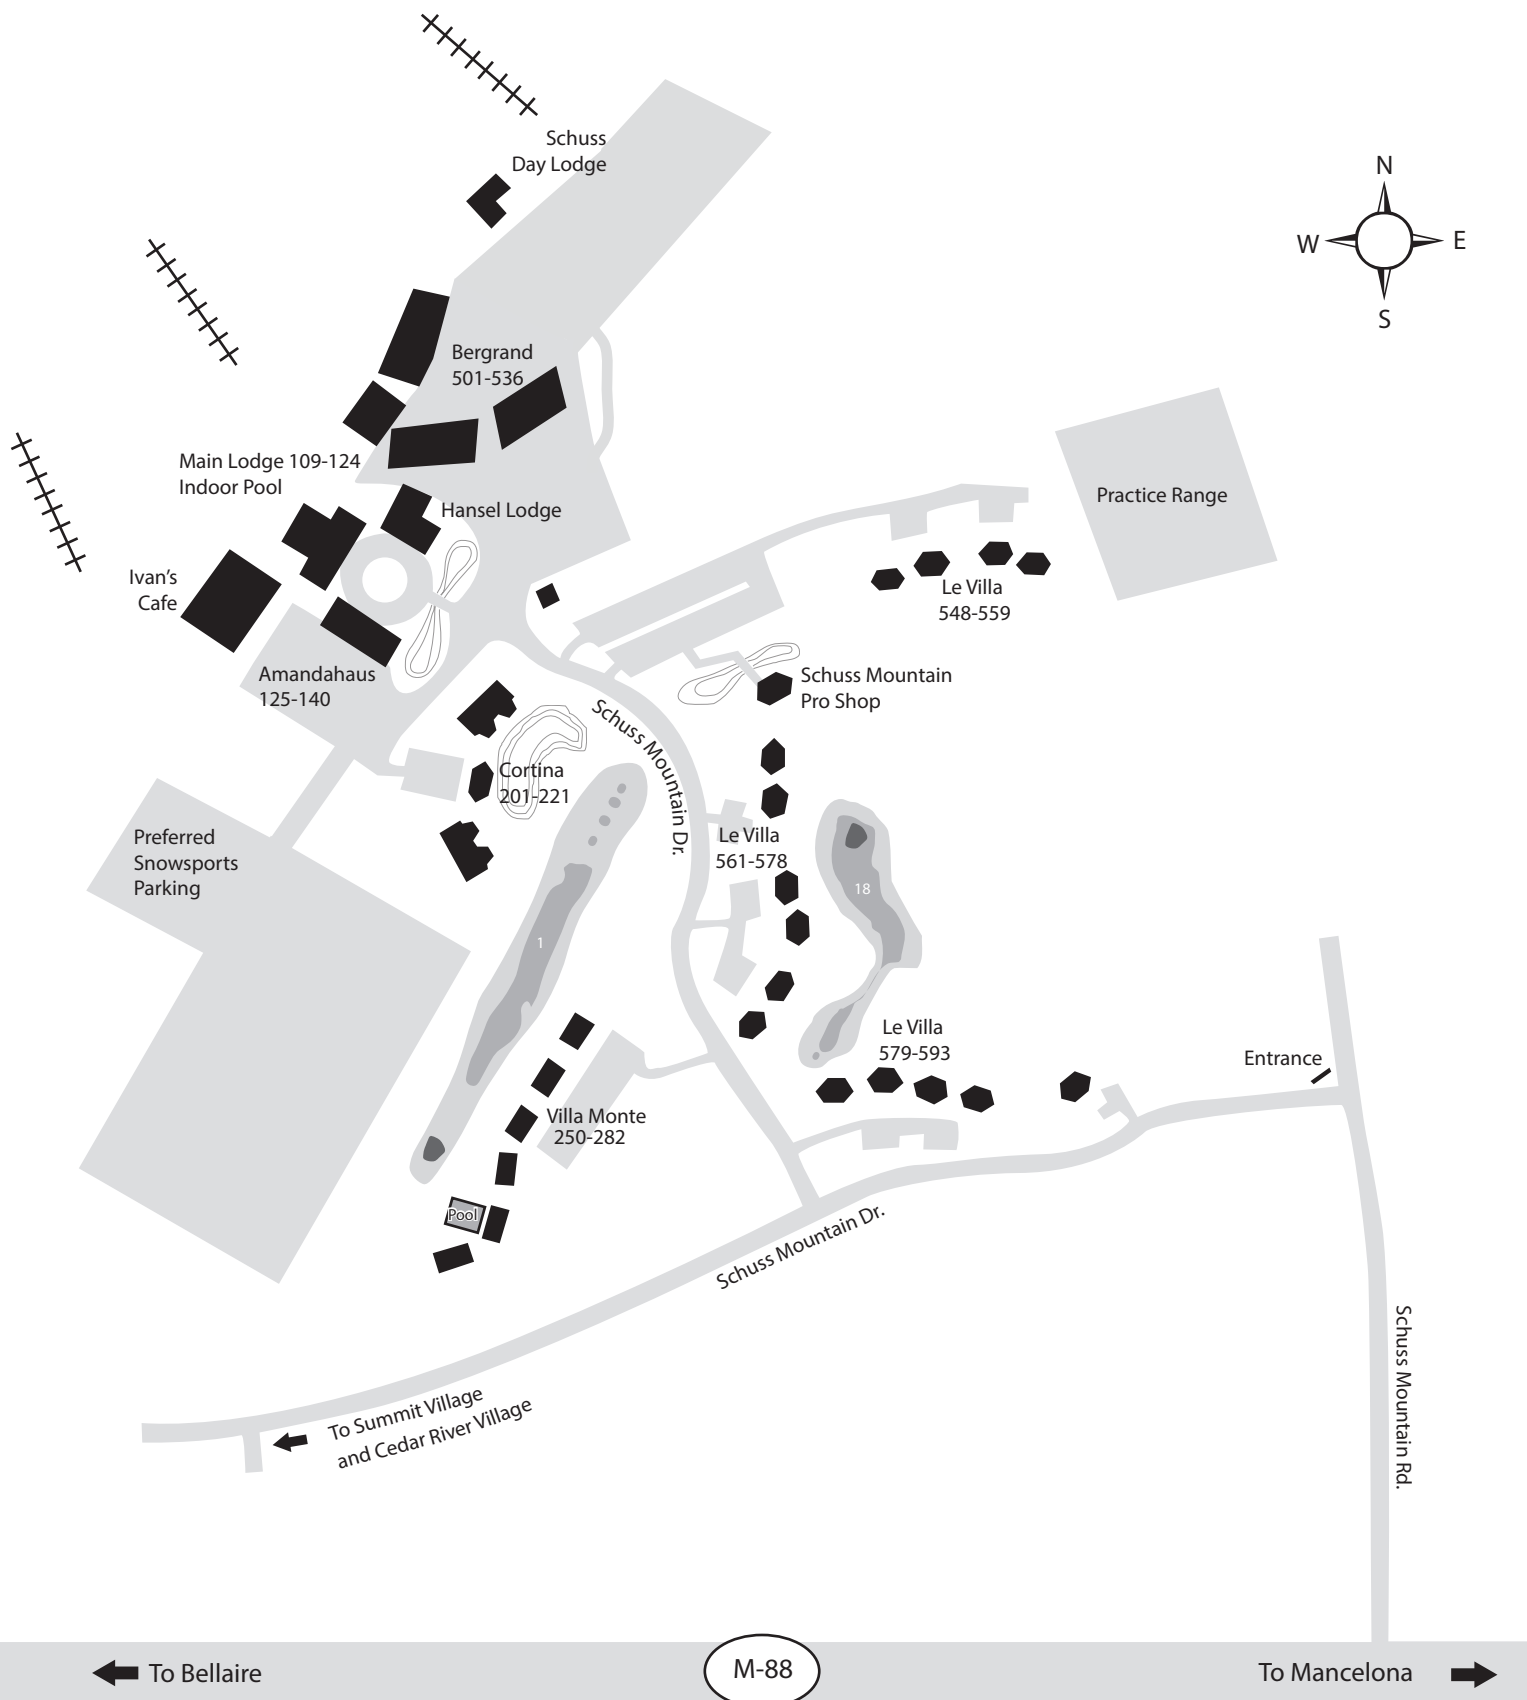 Schuss
Day Lodge
N
W
E
S
Bergrand
501-536
Main Lodge 109-124
Indoor Pool
Hansel Lodge
Practice Range
Ivan's
Cafe
Le Villa
548-559
Amandahaus
125-140
Schuss Mountain
Pro Shop
Schuss Mountain Dr.
Cortina
201-221
Preferred
Snowsports
Parking
Le Villa
561-578
18
1
Le Villa
579-593
Entrance
Villa Monte
250-282
Pool
Schuss Mountain Dr.
Schuss Mountain Rd.
To Summit Village
and Cedar River Village
To Bellaire
M-88
To Mancelona